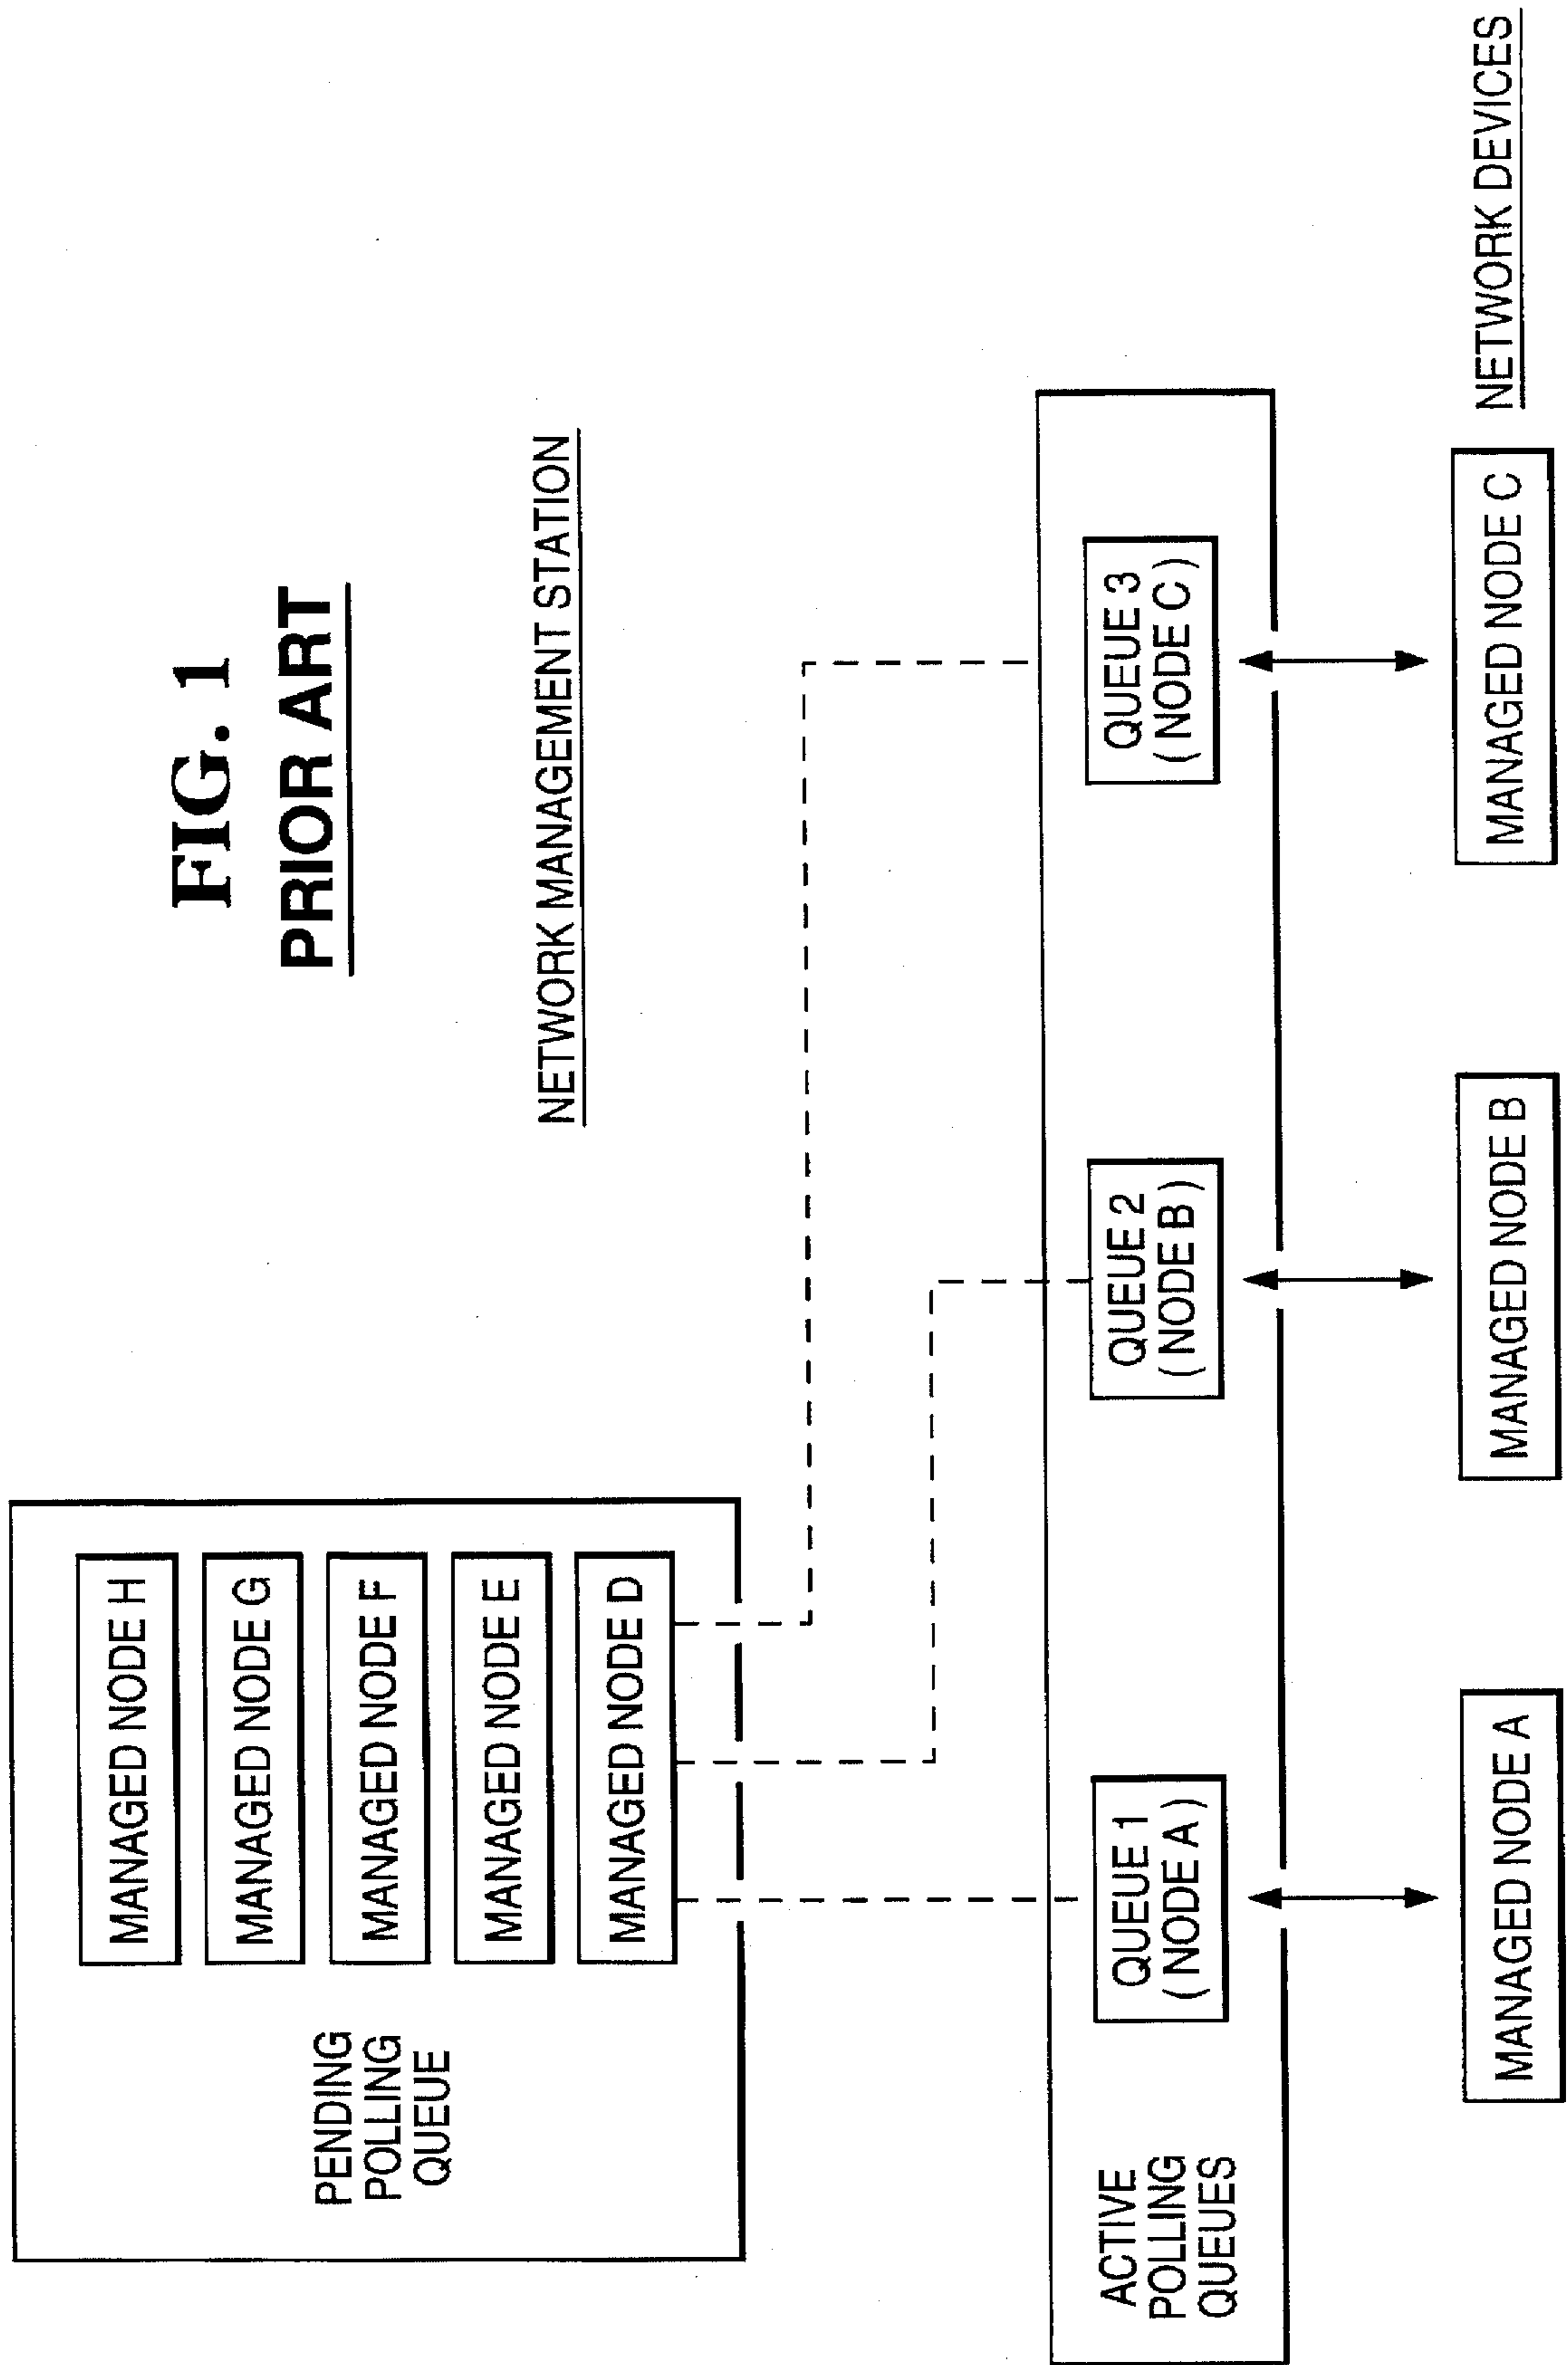 FIG. 1
PRIOR ART
NETWORK MANAGEMENT STATION
PENDING
POLLING
QUEUE
MANAGED NODE H
MANAGED NODE G
MANAGED NODE F
MANAGED NODE E
MANAGED NODE D
ACTIVE
POLLING
QUEUES
QUEUE 1
( NODE A )
QUEUE 2
( NODE B )
QUEUE 3
( NODE C )
MANAGED NODE A
MANAGED NODE B
MANAGED NODE C
NETWORK DEVICES